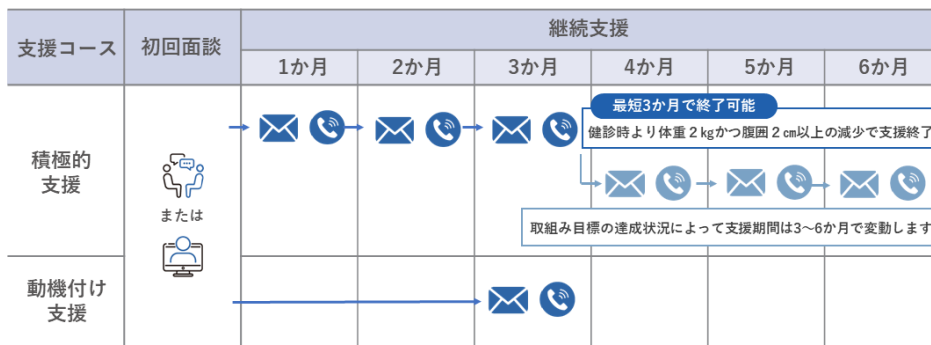 支援コース
初回面談
継続支援
1か月
2か月
3か月
4か月
5か月
6か月
積極的
支援
または
最短3か月で終了可能
健診時より体重２kgかつ腹囲２㎝以上の減少で支援終了
取組み目標の達成状況によって支援期間は3～6か月で変動します
動機付け
支援